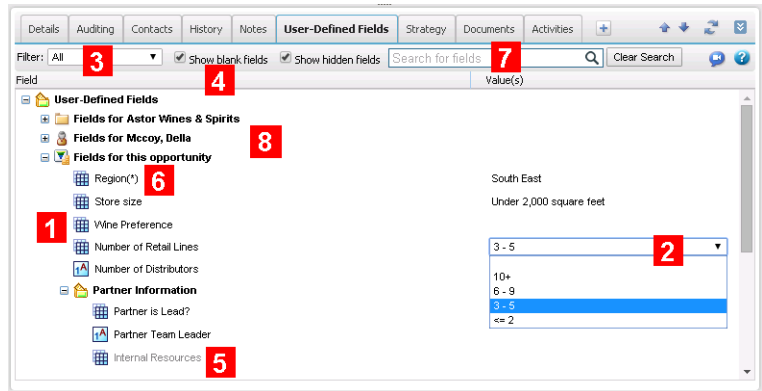 Details Auditing Contacts History Notes User-Defined Fields Strategy Documents Activities
Filter: All 3 Show blank fields Show hidden fields Search for fields 7 Clear Search
4
Field Value(s)
User-Defined Fields
Fields for Astor Wines & Spirits
Fields for Mccoy, Della 8
Fields for this opportunity
Region(*) 6 South East
Store size Under 2,000 square feet
1 Wine Preference
Number of Retail Lines 3 - 5 2
Number of Distributors
10+
6 - 9
3 - 5
<= 2
Partner Information
Partner is Lead?
Partner Team Leader
Internal Resources 5